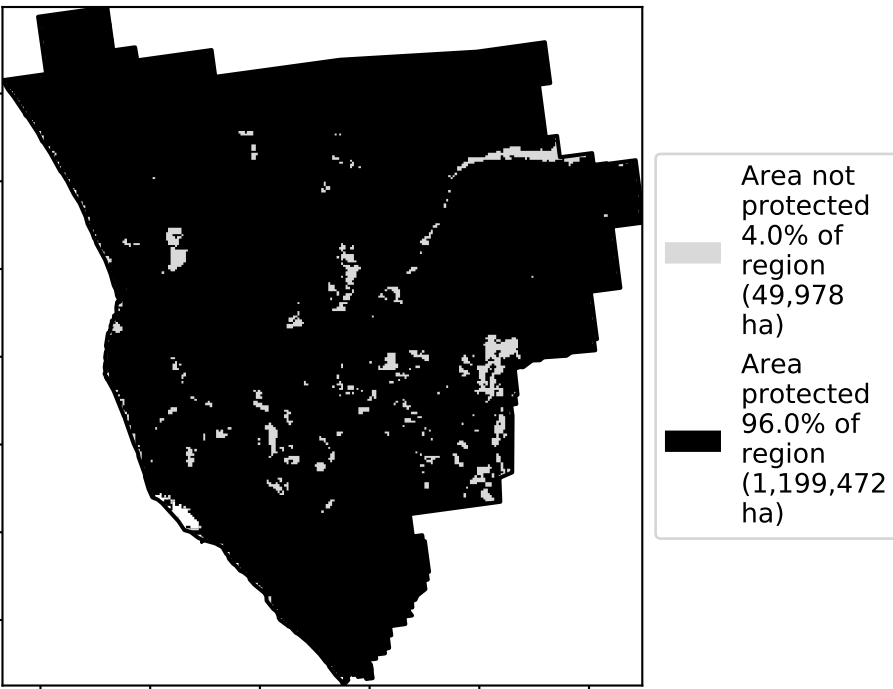 Area not
protected
4.0% of
region
(49,978
ha)
Area
protected
96.0% of
region
(1,199,472
ha)